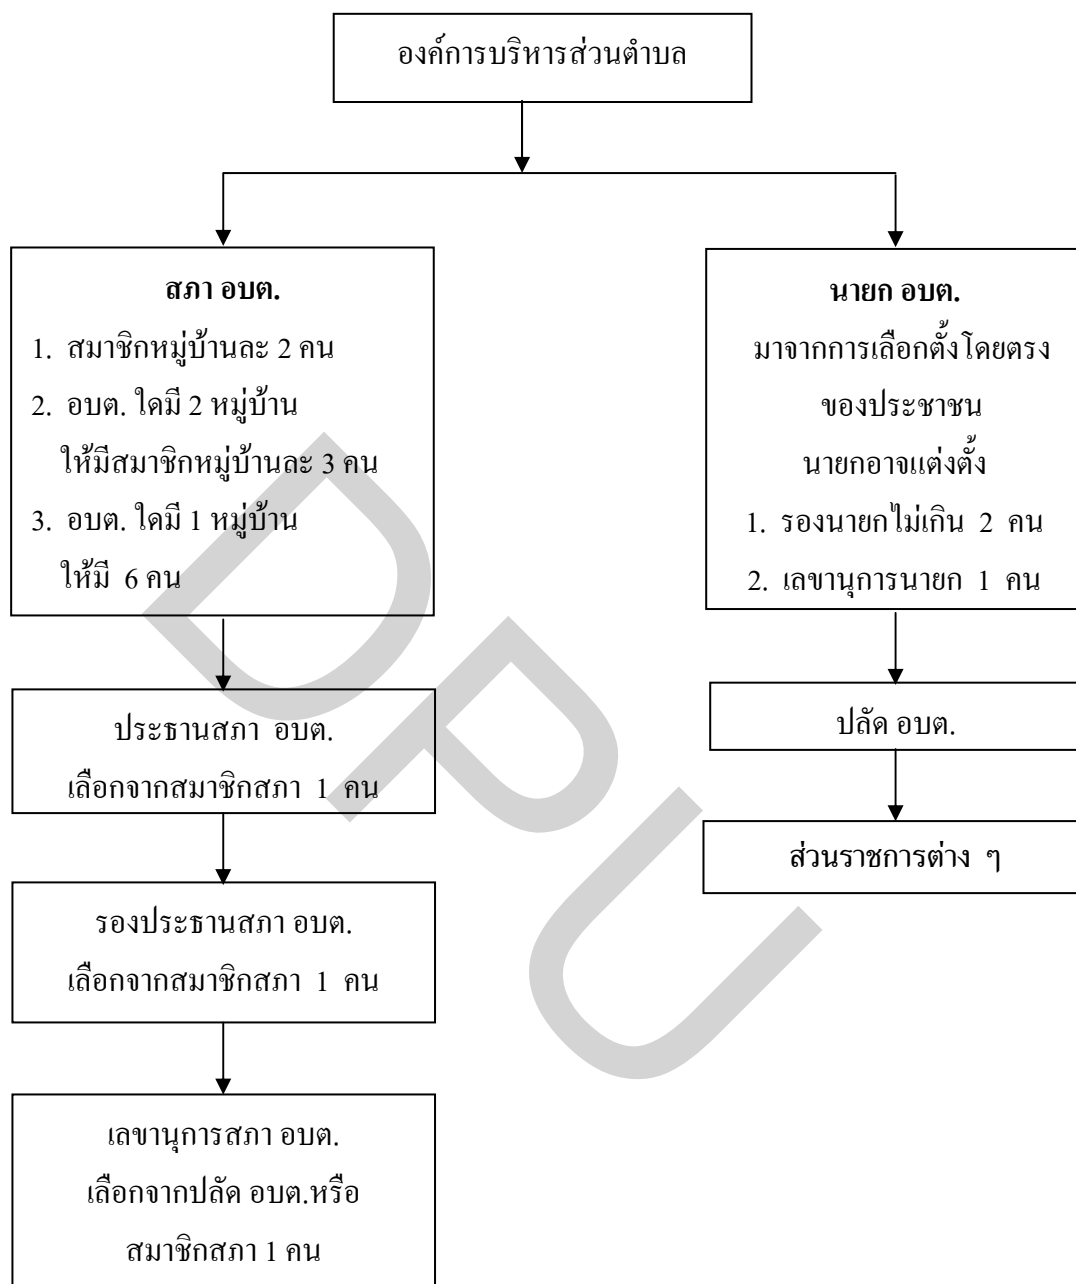 องค์การบริหารส่วนตำบล
สภา อบต.
1. สมาชิกหมู่บ้านละ 2 คน
2. อบต. ใดมี 2 หมู่บ้าน
ให้มีสมาชิกหมู่บ้านละ 3 คน
3. อบต. ใดมี 1 หมู่บ้าน
ให้มี 6 คน
ประธานสภา อบต.
เลือกจากสมาชิกสภา 1 คน
รองประธานสภา อบต.
เลือกจากสมาชิกสภา 1 คน
เลขานุการสภา อบต.
เลือกจากปลัด อบต.หรือ
สมาชิกสภา 1 คน
นายก อบต.
มาจากการเลือกตั้งโดยตรง
ของประชาชน
นายกอาจแต่งตั้ง
1. รองนายกไม่เกิน 2 คน
2. เลขานุการนายก 1 คน
ปลัด อบต.
ส่วนราชการต่าง ๆ
DPU